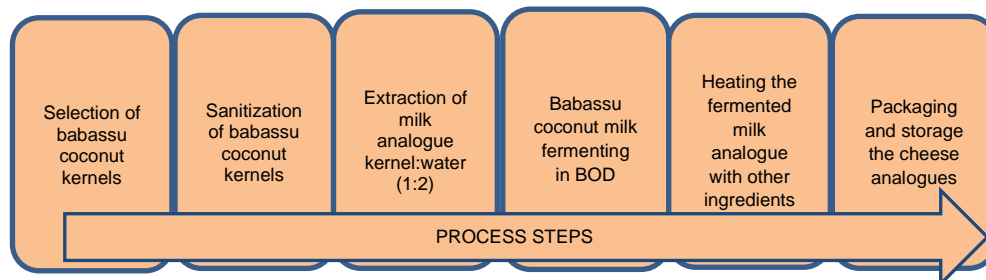 Selection of
babassu
coconut
kernels
Sanitization
of babassu
coconut
kernels
Extraction of
milk
analogue
kernel:water
(1:2)
Babassu
coconut milk
fermenting
in BOD
Heating the
fermented
milk
analogue
with other
ingredients
Packaging
and storage
the cheese
analogues
PROCESS STEPS